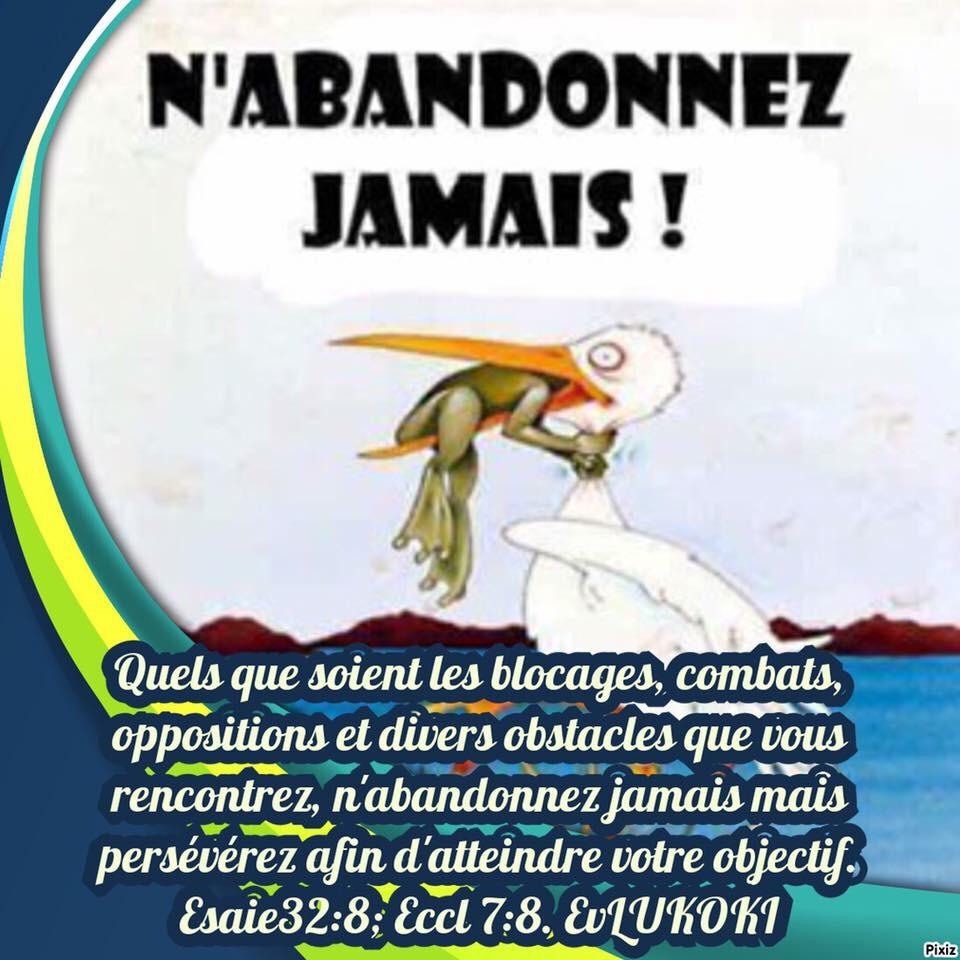 N'ABANDONNEZ
JAMAIS !
Quels que soient les blocages, combats,
oppositions et divers obstacles que vous
rencontrez, n'abandonnez jamais mais
persévérez afin d'atteindre votre objectif.
Esaie32:8; Eccl 7:8. EvLUKOKI
Pixiz